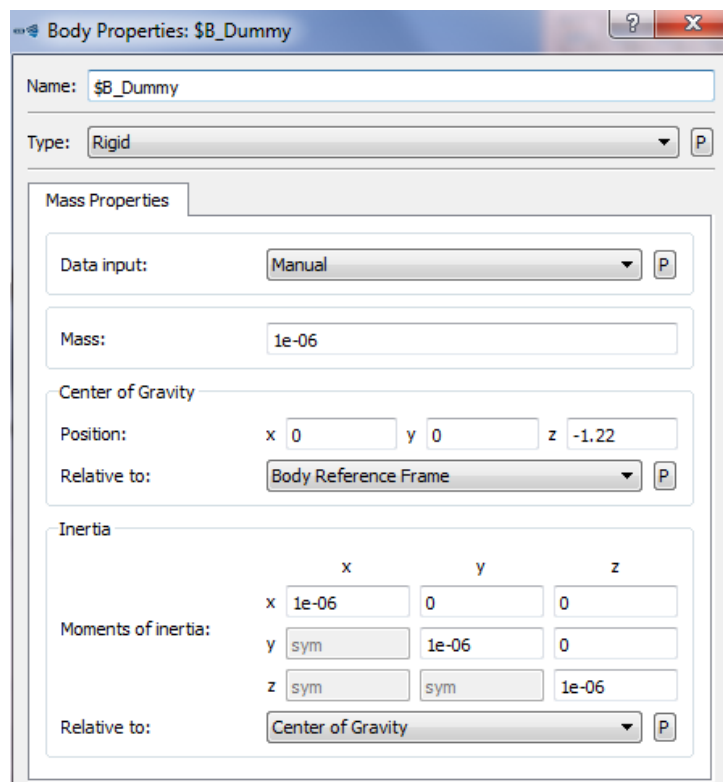 Body Properties: $B_Dummy ? X
Name: $B_Dummy
Type: Rigid P
Mass Properties
Data input: Manual P
Mass: 1e-06
Center of Gravity
Position: x 0 y 0 z -1.22
Relative to: Body Reference Frame P
Inertia
x y z
x 1e-06 0 0
Moments of inertia:
y sym 1e-06 0
z sym sym 1e-06
Relative to: Center of Gravity P